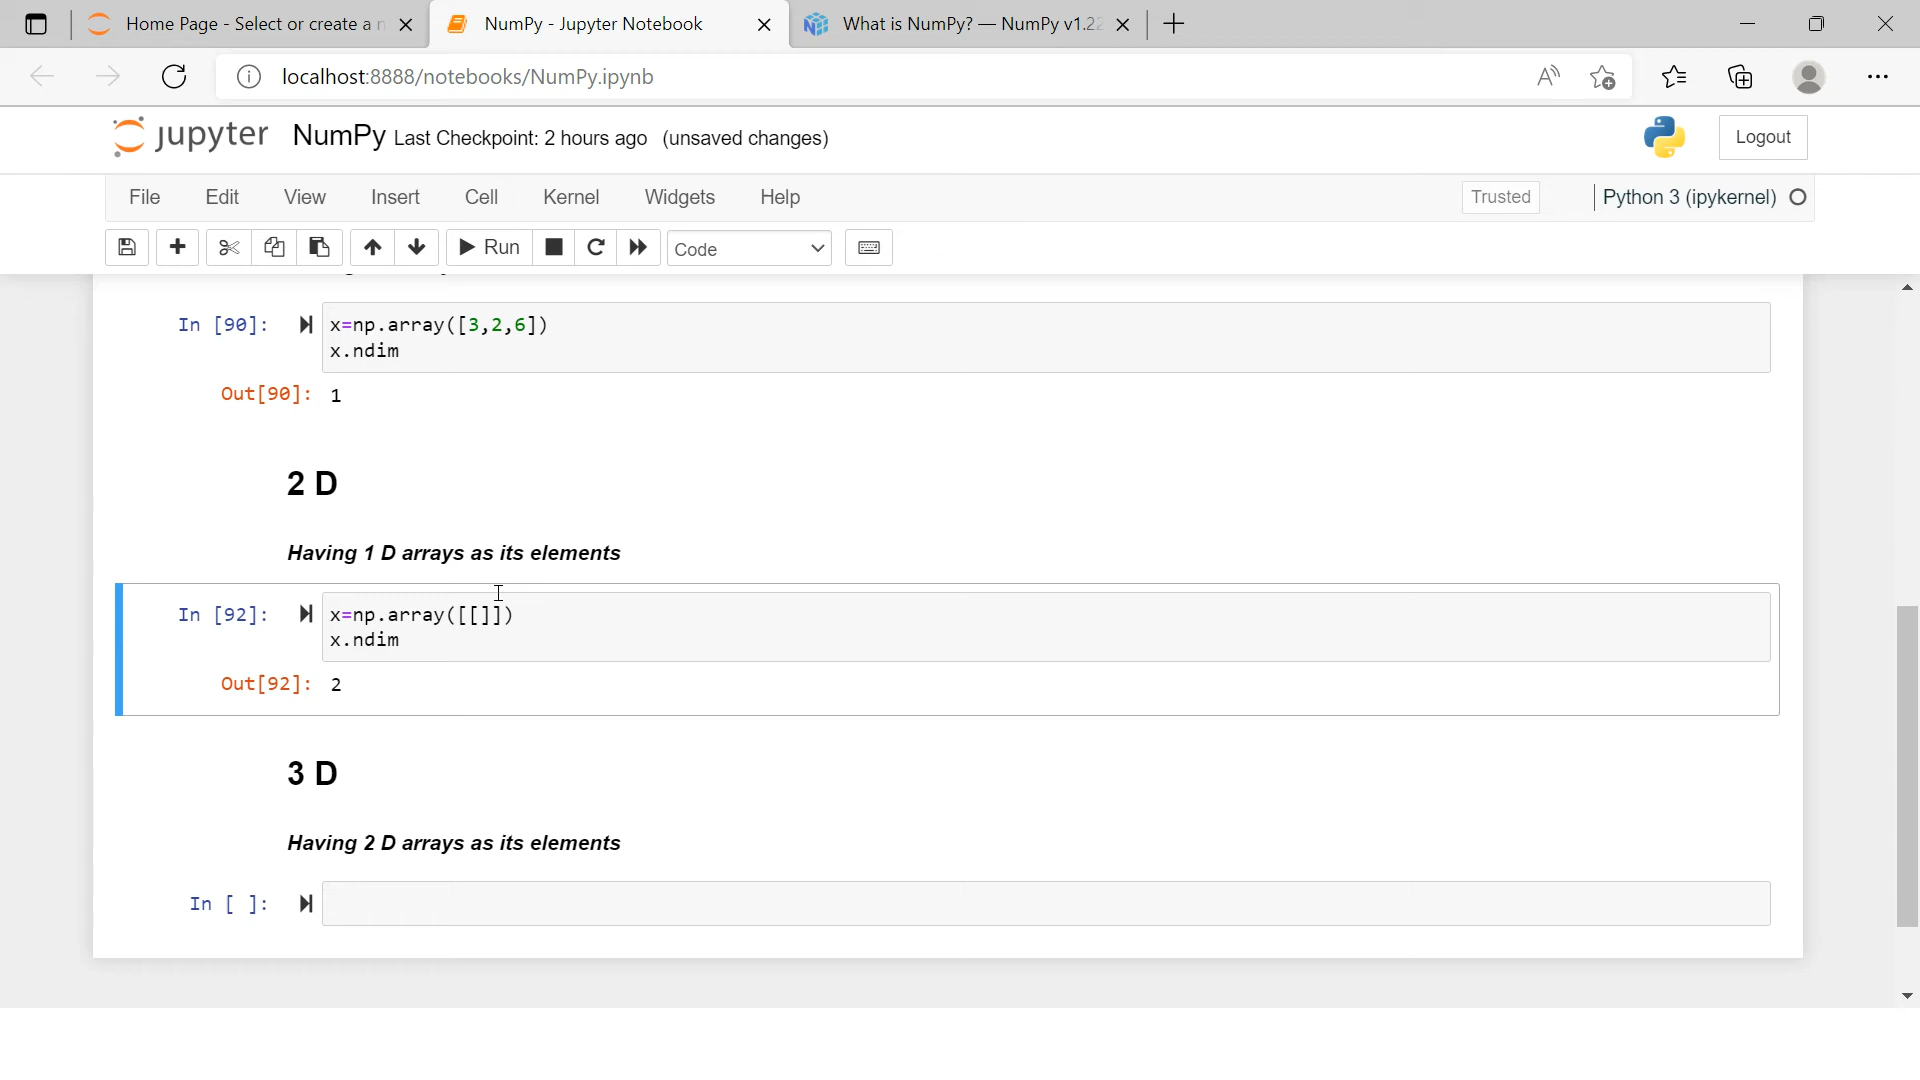 Home Page - Select or create a n
NumPy - Jupyter Notebook
What is NumPy? — NumPy v1.22
localhost:8888/notebooks/NumPy.ipynb
jupyter NumPy Last Checkpoint: 2 hours ago (unsaved changes)
Logout
File Edit View Insert Cell Kernel Widgets Help
Trusted
Python 3 (ipykernel)
Run
Code
In [90]: x=np.array([3,2,6])
x.ndim
Out[90]: 1
2 D
Having 1 D arrays as its elements
In [92]: x=np.array([[]])
x.ndim
Out[92]: 2
3 D
Having 2 D arrays as its elements
In [ ]: